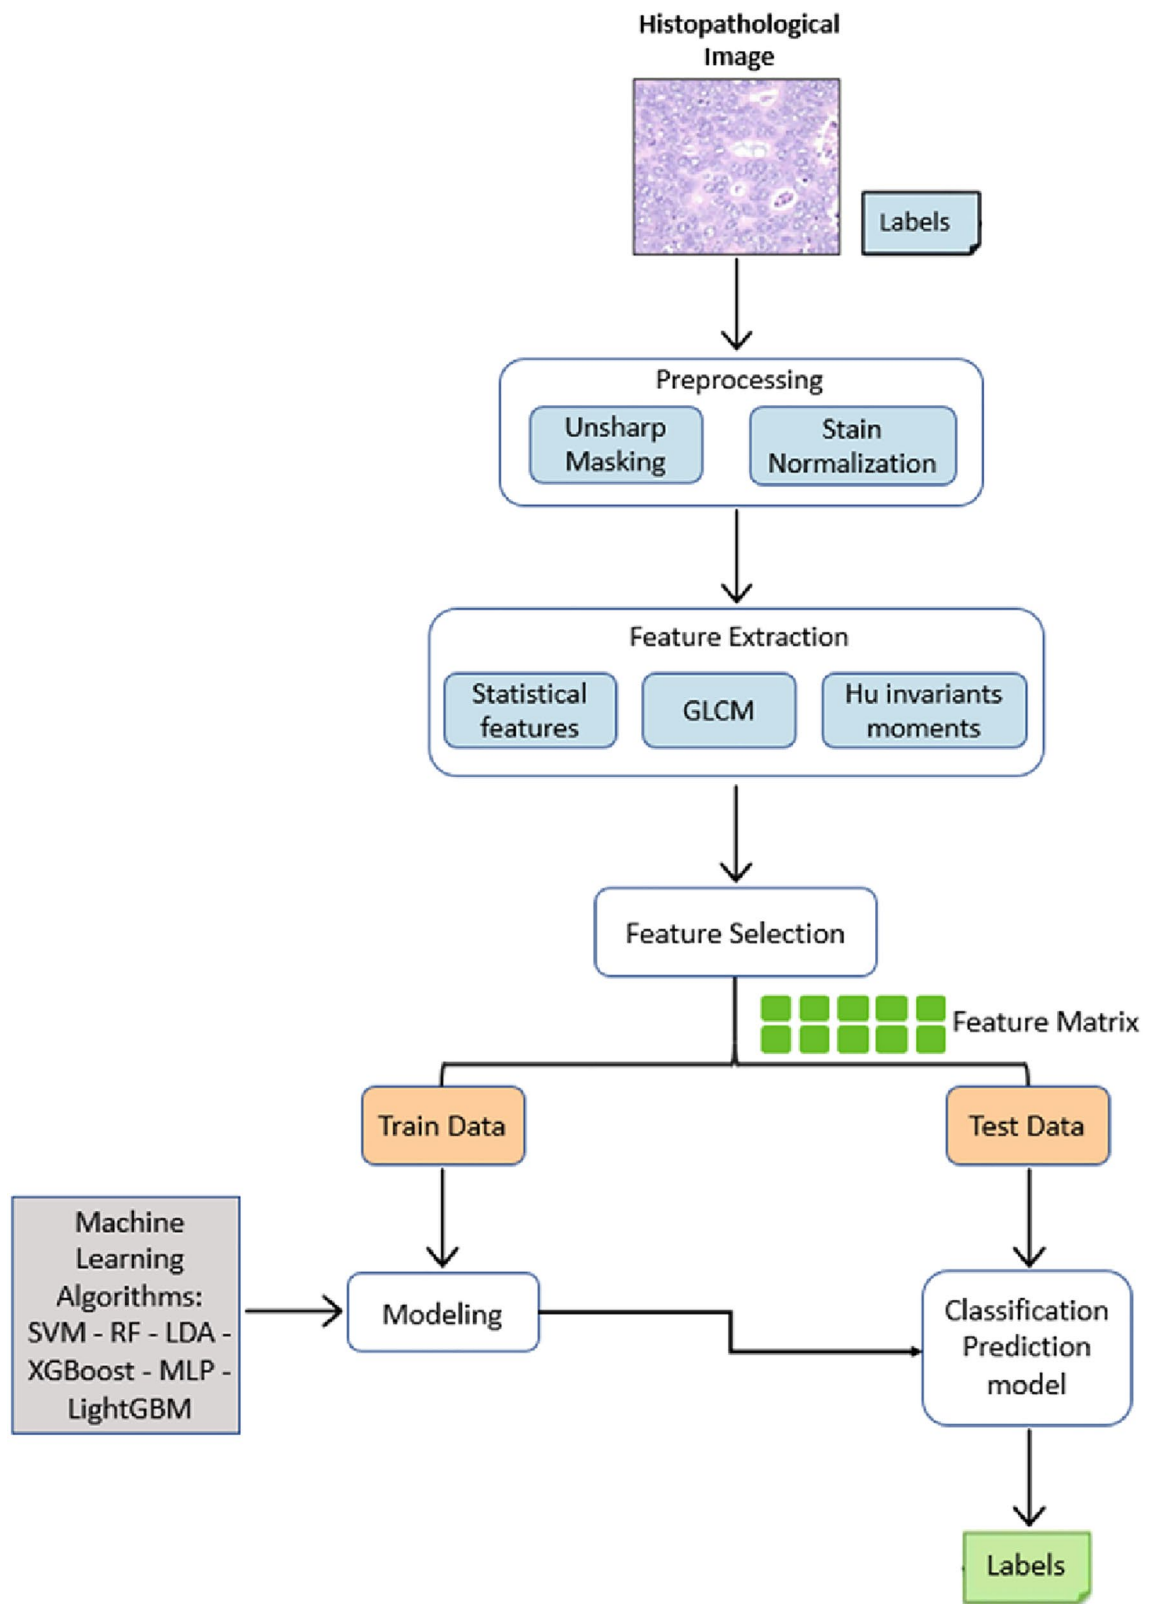 Histopathological
Image
Labels
Preprocessing
Unsharp
Masking
Stain
Normalization
Feature Extraction
Statistical
features
GLCM
Hu invariants
moments
Feature Selection
Feature Matrix
Train Data
Test Data
Machine
Learning
Algorithms:
SVM - RF - LDA -
XGBoost - MLP -
LightGBM
Modeling
Classification
Prediction
model
Labels